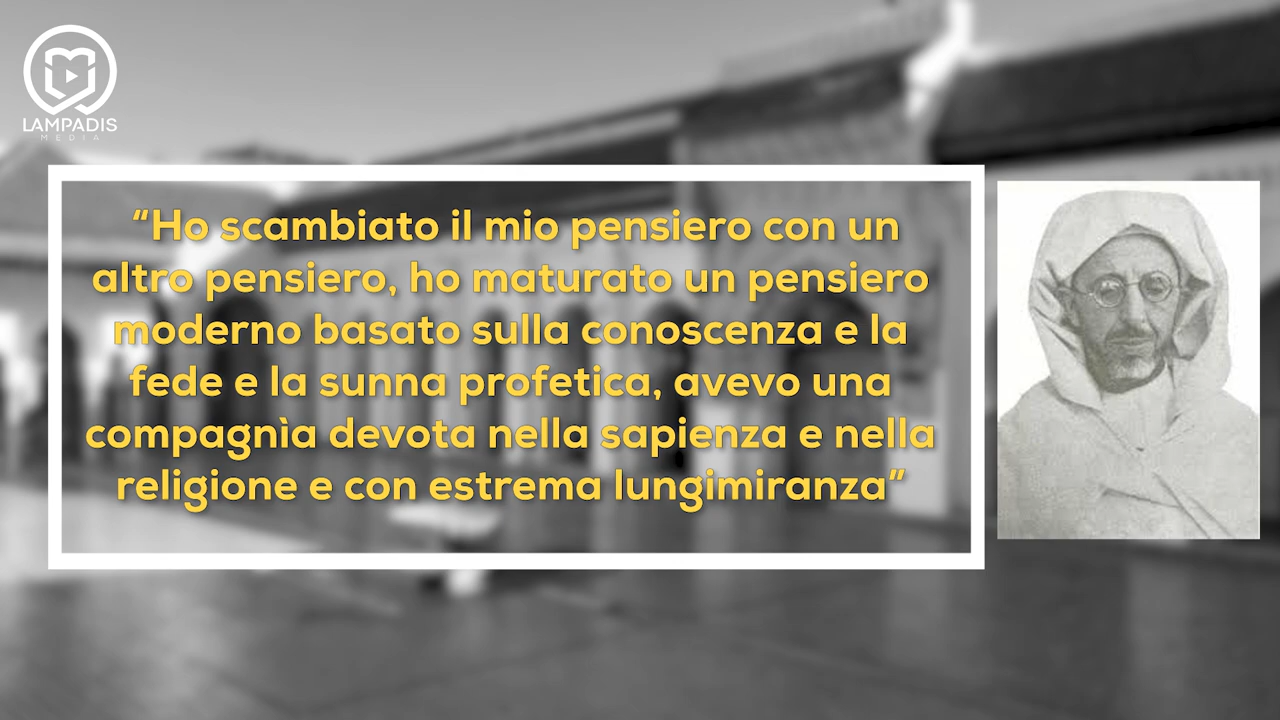 LAMPADIS
MEDIA
“Ho scambiato il mio pensiero con un
altro pensiero, ho maturato un pensiero
moderno basato sulla conoscenza e la
fede e la sunna profetica, avevo una
compagnìa devota nella sapienza e nella
religione e con estrema lungimiranza”